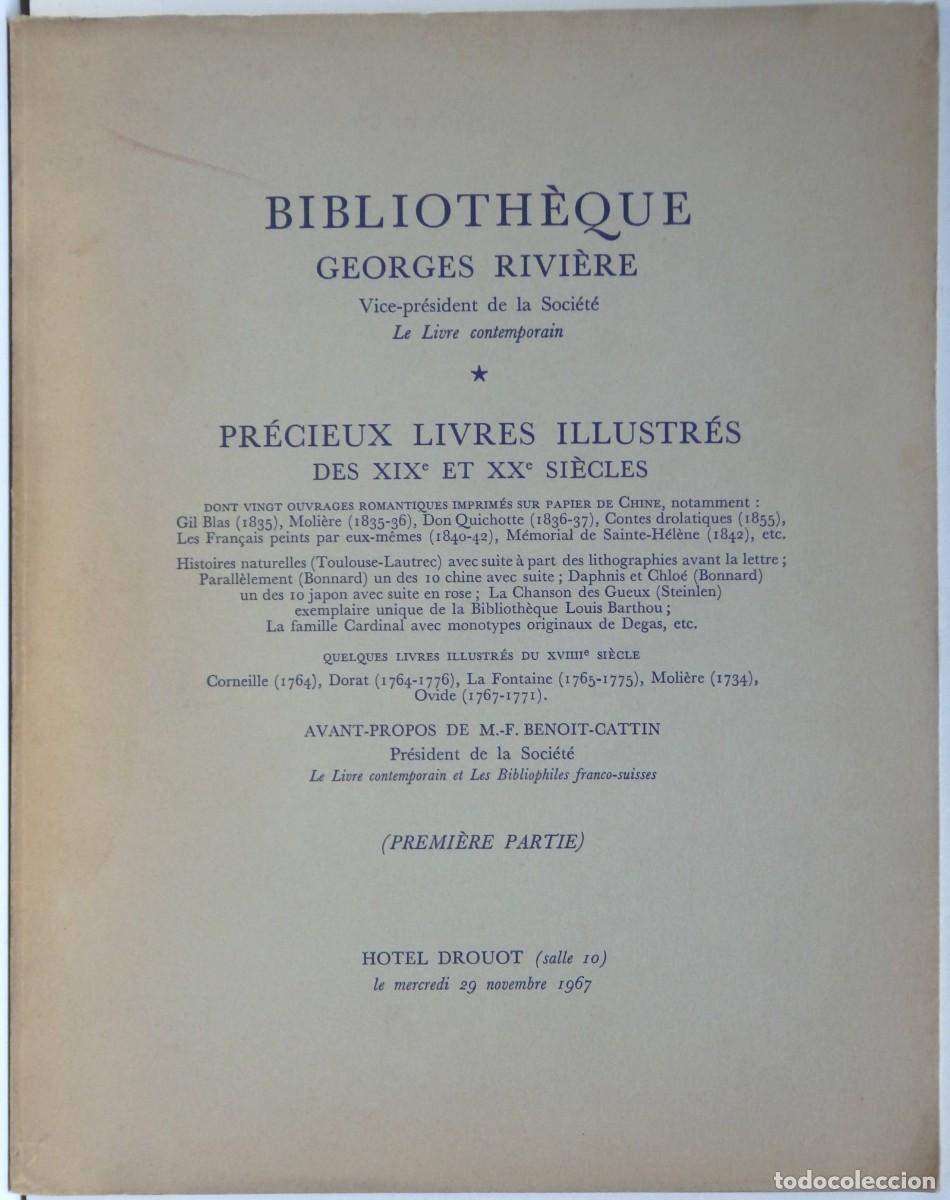 BIBLIOTHÈQUE
GEORGES RIVIÈRE
Vice-président de la Société
Le Livre contemporain
★
PRÉCIEUX LIVRES ILLUSTRÉS
DES XIXe ET XXe SIÈCLES
DONT VINGT OUVRAGES ROMANTIQUES IMPRIMÉS SUR PAPIER DE CHINE, notamment :
Gil Blas (1835), Molière (1835-36), Don Quichotte (1836-37), Contes drolatiques (1855),
Les Français peints par eux-mêmes (1840-42), Mémorial de Sainte-Hélène (1842), etc.
Histoires naturelles (Toulouse-Lautrec) avec suite à part des lithographies avant la lettre ;
Parallèlement (Bonnard) un des 10 chine avec suite ; Daphnis et Chloé (Bonnard)
un des 10 japon avec suite en rose ; La Chanson des Gueux (Steinlen)
exemplaire unique de la Bibliothèque Louis Barthou ;
La famille Cardinal avec monotypes originaux de Degas, etc.
QUELQUES LIVRES ILLUSTRÉS DU XVIIIIe SIÈCLE
Corneille (1764), Dorat (1764-1776), La Fontaine (1765-1775), Molière (1734),
Ovide (1767-1771).
AVANT-PROPOS DE M.-F. BENOIT-CATTIN
Président de la Société
Le Livre contemporain et Les Bibliophiles franco-suisses
(PREMIÈRE PARTIE)
HOTEL DROUOT (salle 10)
le mercredi 29 novembre 1967
todocoleccion